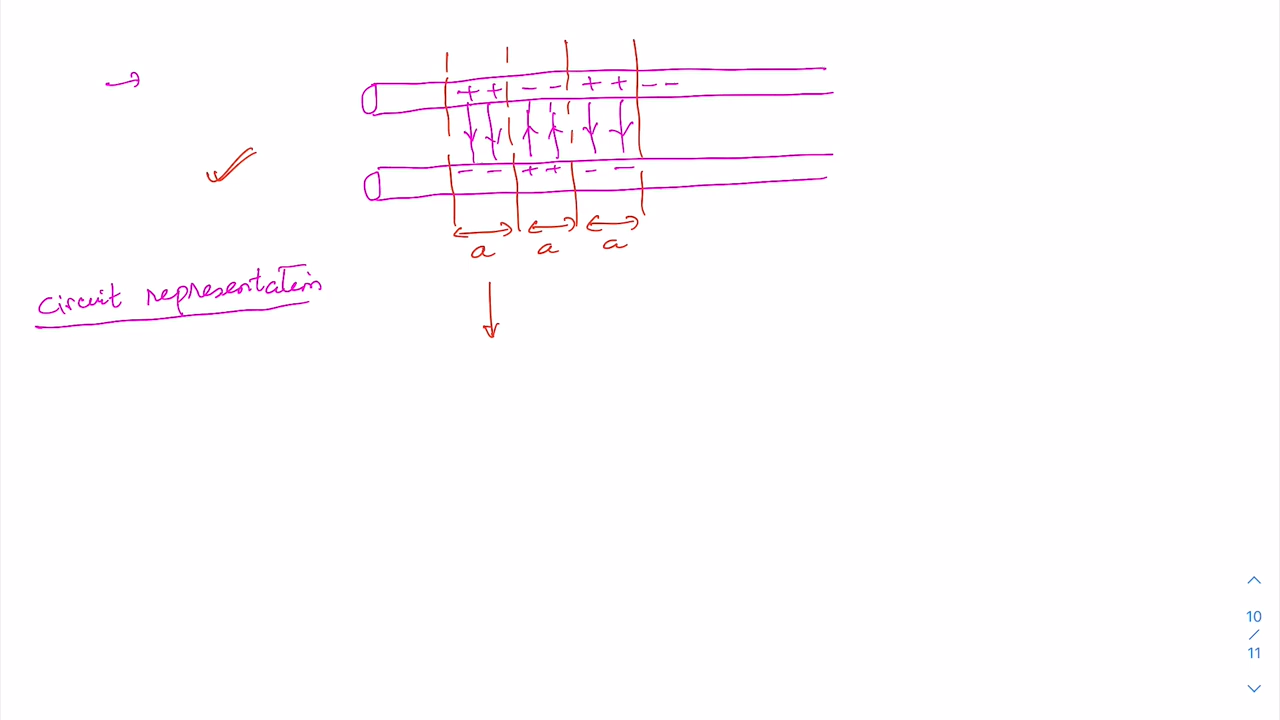 + + - - + + - -
- - + + - -
a a a
Circuit representation
10
/
11